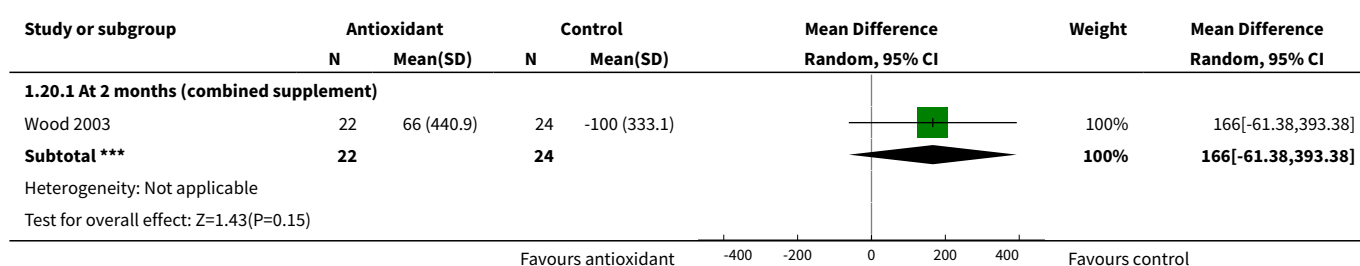 Study or subgroup Antioxidant Control Mean Difference Weight Mean Difference
N Mean(SD) N Mean(SD) Random, 95% CI Random, 95% CI
1.20.1 At 2 months (combined supplement)
Wood 2003 22 66 (440.9) 24 -100 (333.1) 100% 166[-61.38,393.38]
Subtotal *** 22 24 100% 166[-61.38,393.38]
Heterogeneity: Not applicable
Test for overall effect: Z=1.43(P=0.15)
Favours antioxidant -400 -200 0 200 400 Favours control